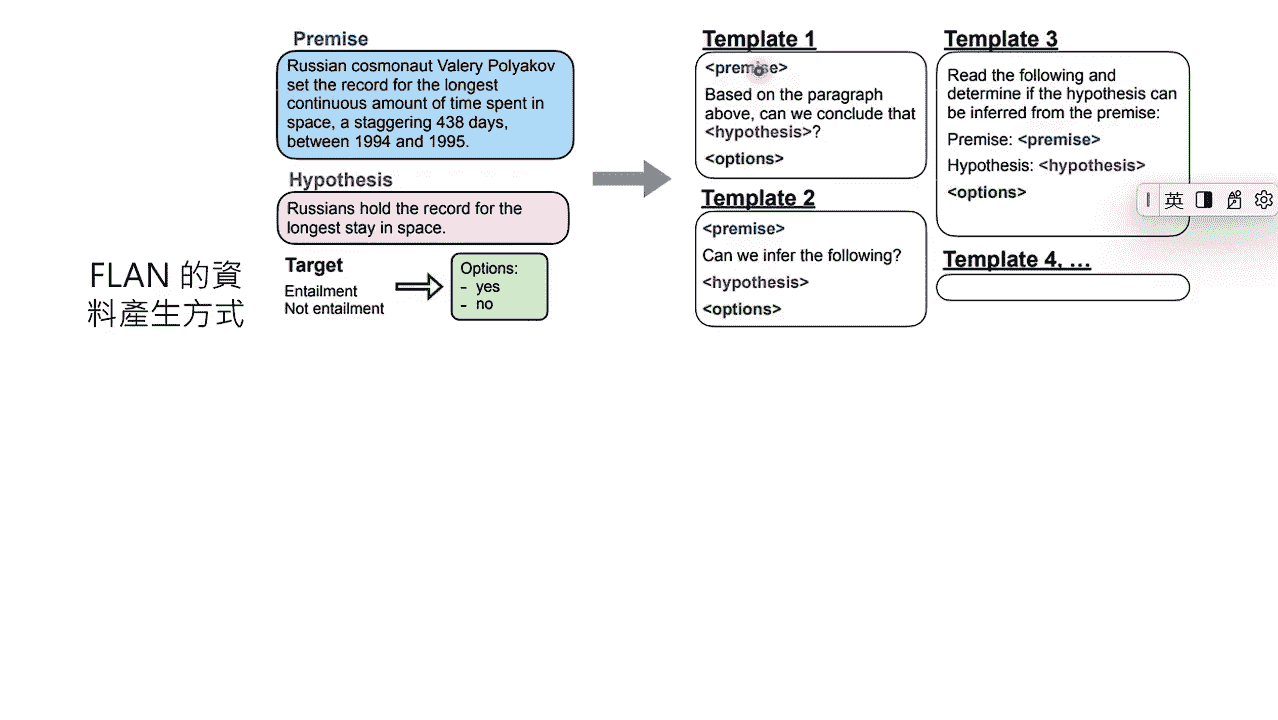 FLAN 的資
料產生方式
Premise
Russian cosmonaut Valery Polyakov
set the record for the longest
continuous amount of time spent in
space, a staggering 438 days,
between 1994 and 1995.
Hypothesis
Russians hold the record for the
longest stay in space.
Target
Entailment
Not entailment
Options:
- yes
- no
Template 1
<premise>
Based on the paragraph
above, can we conclude that
<hypothesis>?
<options>
Template 2
<premise>
Can we infer the following?
<hypothesis>
<options>
Template 3
Read the following and
determine if the hypothesis can
be inferred from the premise:
Premise: <premise>
Hypothesis: <hypothesis>
<options>
Template 4, …
英